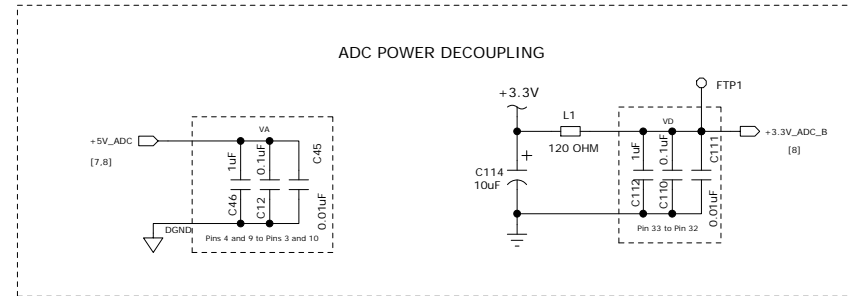 ADC POWER DECOUPLING
FTP1
+3.3V
L1
120 OHM
VA
VD
+5V_ADC
[7,8]
1uF
0.1uF
C45
C46
C12
0.01uF
DGND
Pins 4 and 9 to Pins 3 and 10
+
C114
10uF
1uF
0.1uF
C111
C112
C110
0.01uF
Pin 33 to Pin 32
+3.3V_ADC_B
[8]